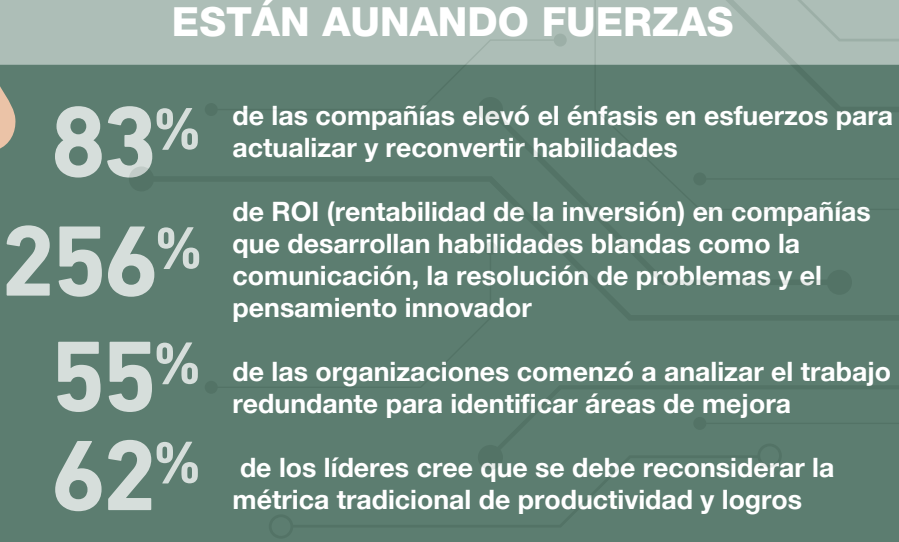 ESTÁN AUNANDO FUERZAS
83% de las compañías elevó el énfasis en esfuerzos para
actualizar y reconvertir habilidades
256% de ROI (rentabilidad de la inversión) en compañías
que desarrollan habilidades blandas como la
comunicación, la resolución de problemas y el
pensamiento innovador
55% de las organizaciones comenzó a analizar el trabajo
redundante para identificar áreas de mejora
62% de los líderes cree que se debe reconsiderar la
métrica tradicional de productividad y logros